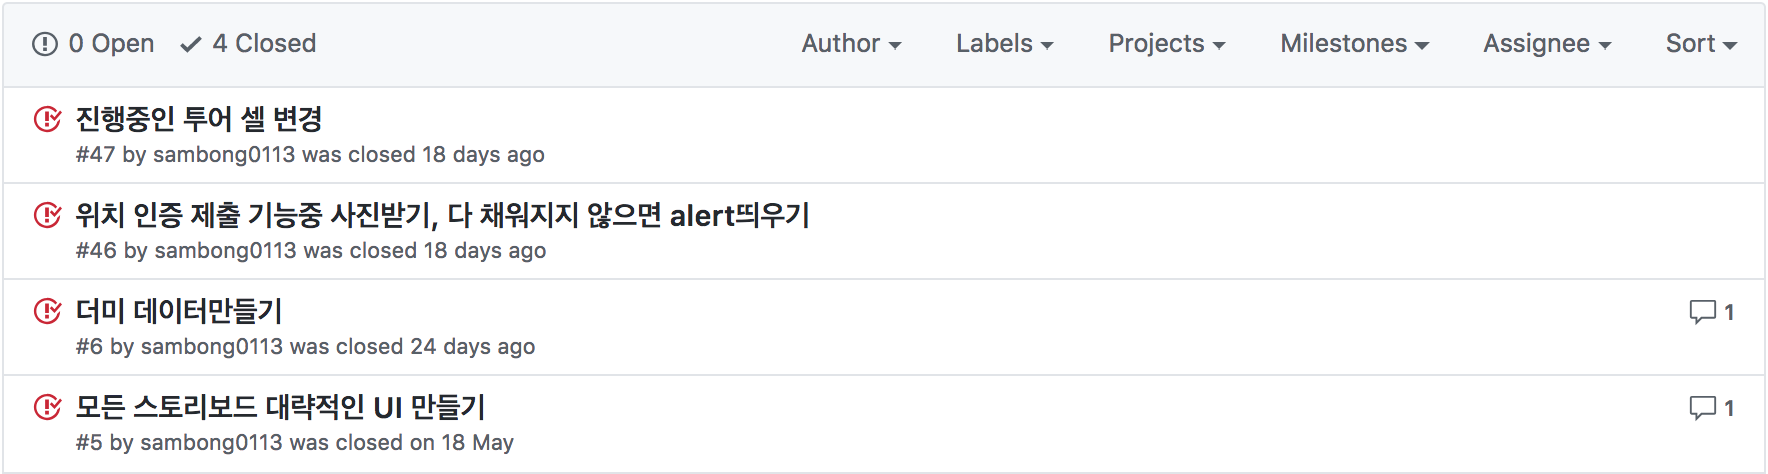 0 Open 4 Closed Author Labels Projects Milestones Assignee Sort
진행중인 투어 셀 변경
#47 by sambong0113 was closed 18 days ago
위치 인증 제출 기능중 사진받기, 다 채워지지 않으면 alert띄우기
#46 by sambong0113 was closed 18 days ago
더미 데이터만들기 1
#6 by sambong0113 was closed 24 days ago
모든 스토리보드 대략적인 UI 만들기 1
#5 by sambong0113 was closed on 18 May